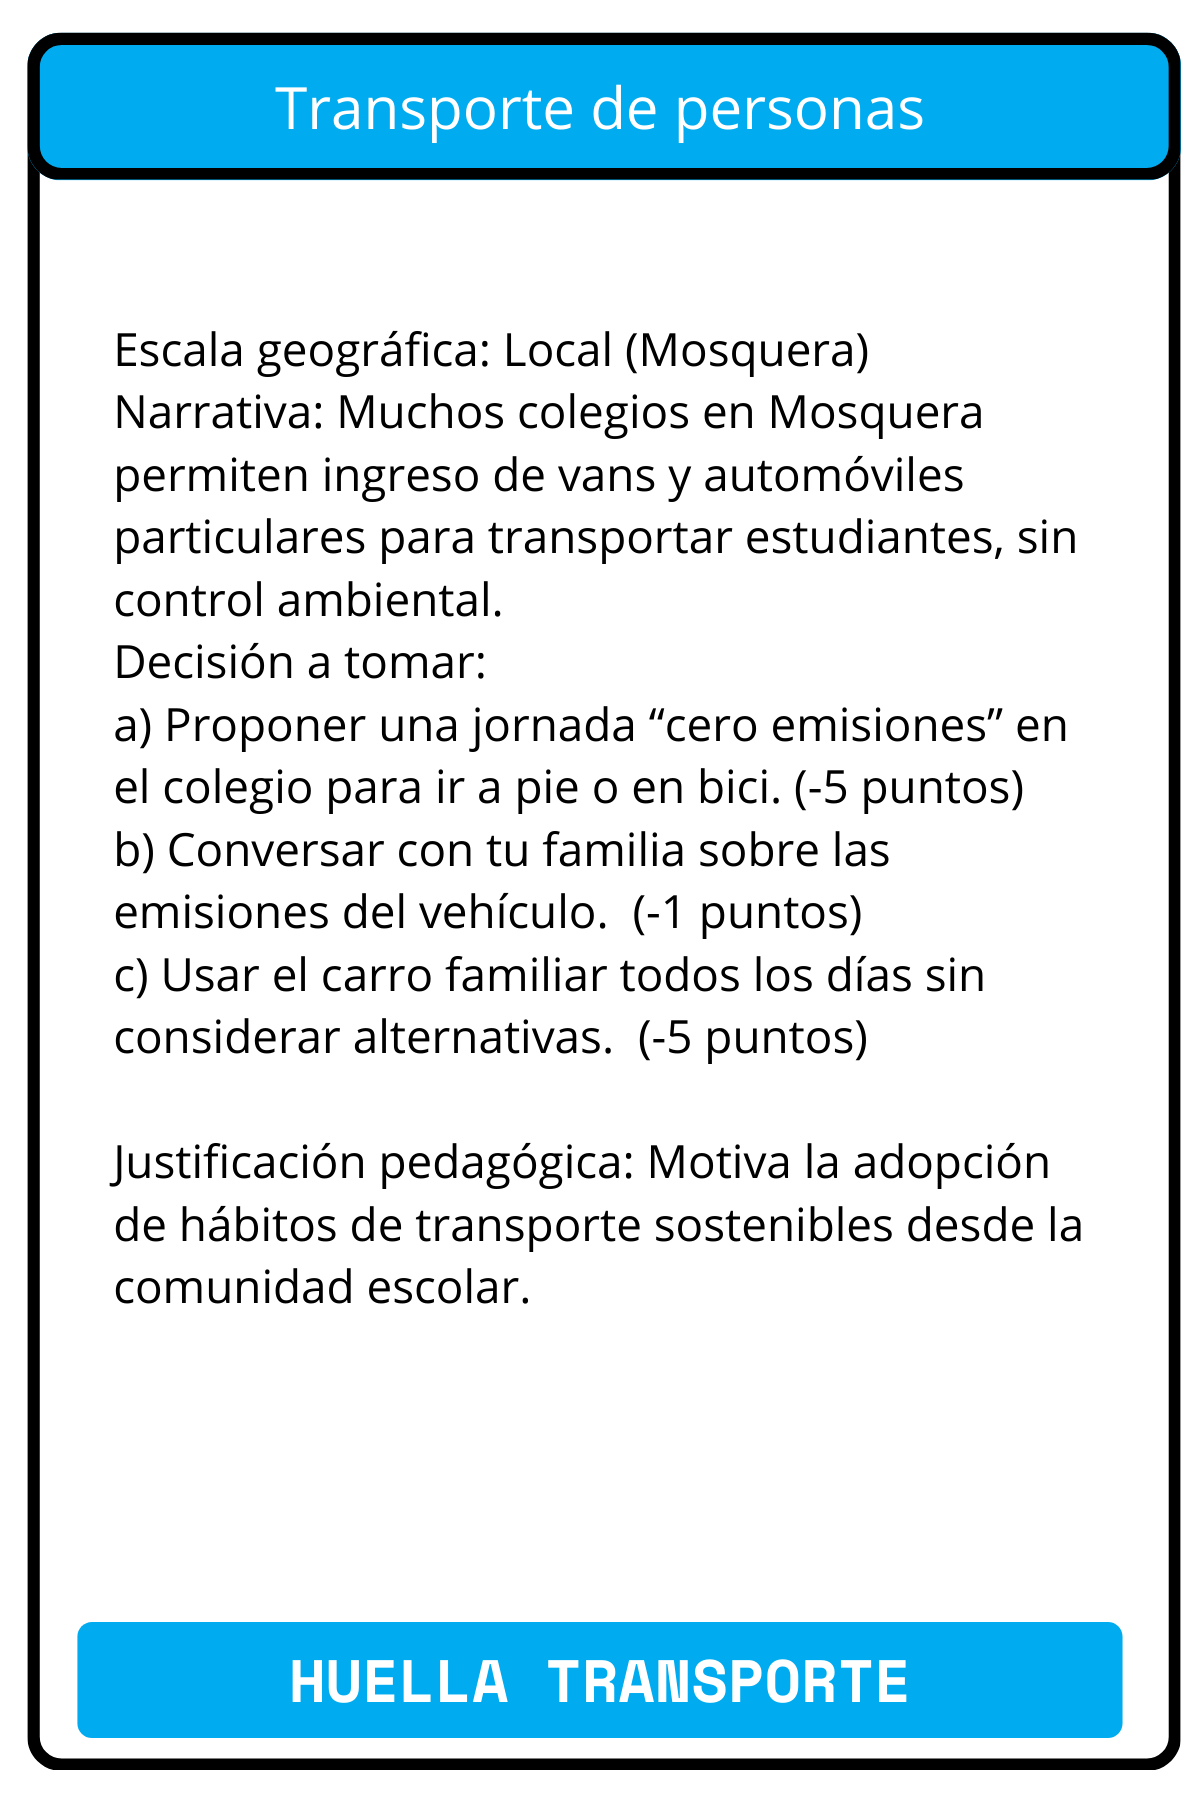 Transporte de personas
Escala geográfica: Local (Mosquera)
Narrativa: Muchos colegios en Mosquera
permiten ingreso de vans y automóviles
particulares para transportar estudiantes, sin
control ambiental.
Decisión a tomar:
a) Proponer una jornada “cero emisiones” en
el colegio para ir a pie o en bici. (-5 puntos)
b) Conversar con tu familia sobre las
emisiones del vehículo.  (-1 puntos)
c) Usar el carro familiar todos los días sin
considerar alternativas.  (-5 puntos)
Justificación pedagógica: Motiva la adopción
de hábitos de transporte sostenibles desde la
comunidad escolar.
HUELLA TRANSPORTE